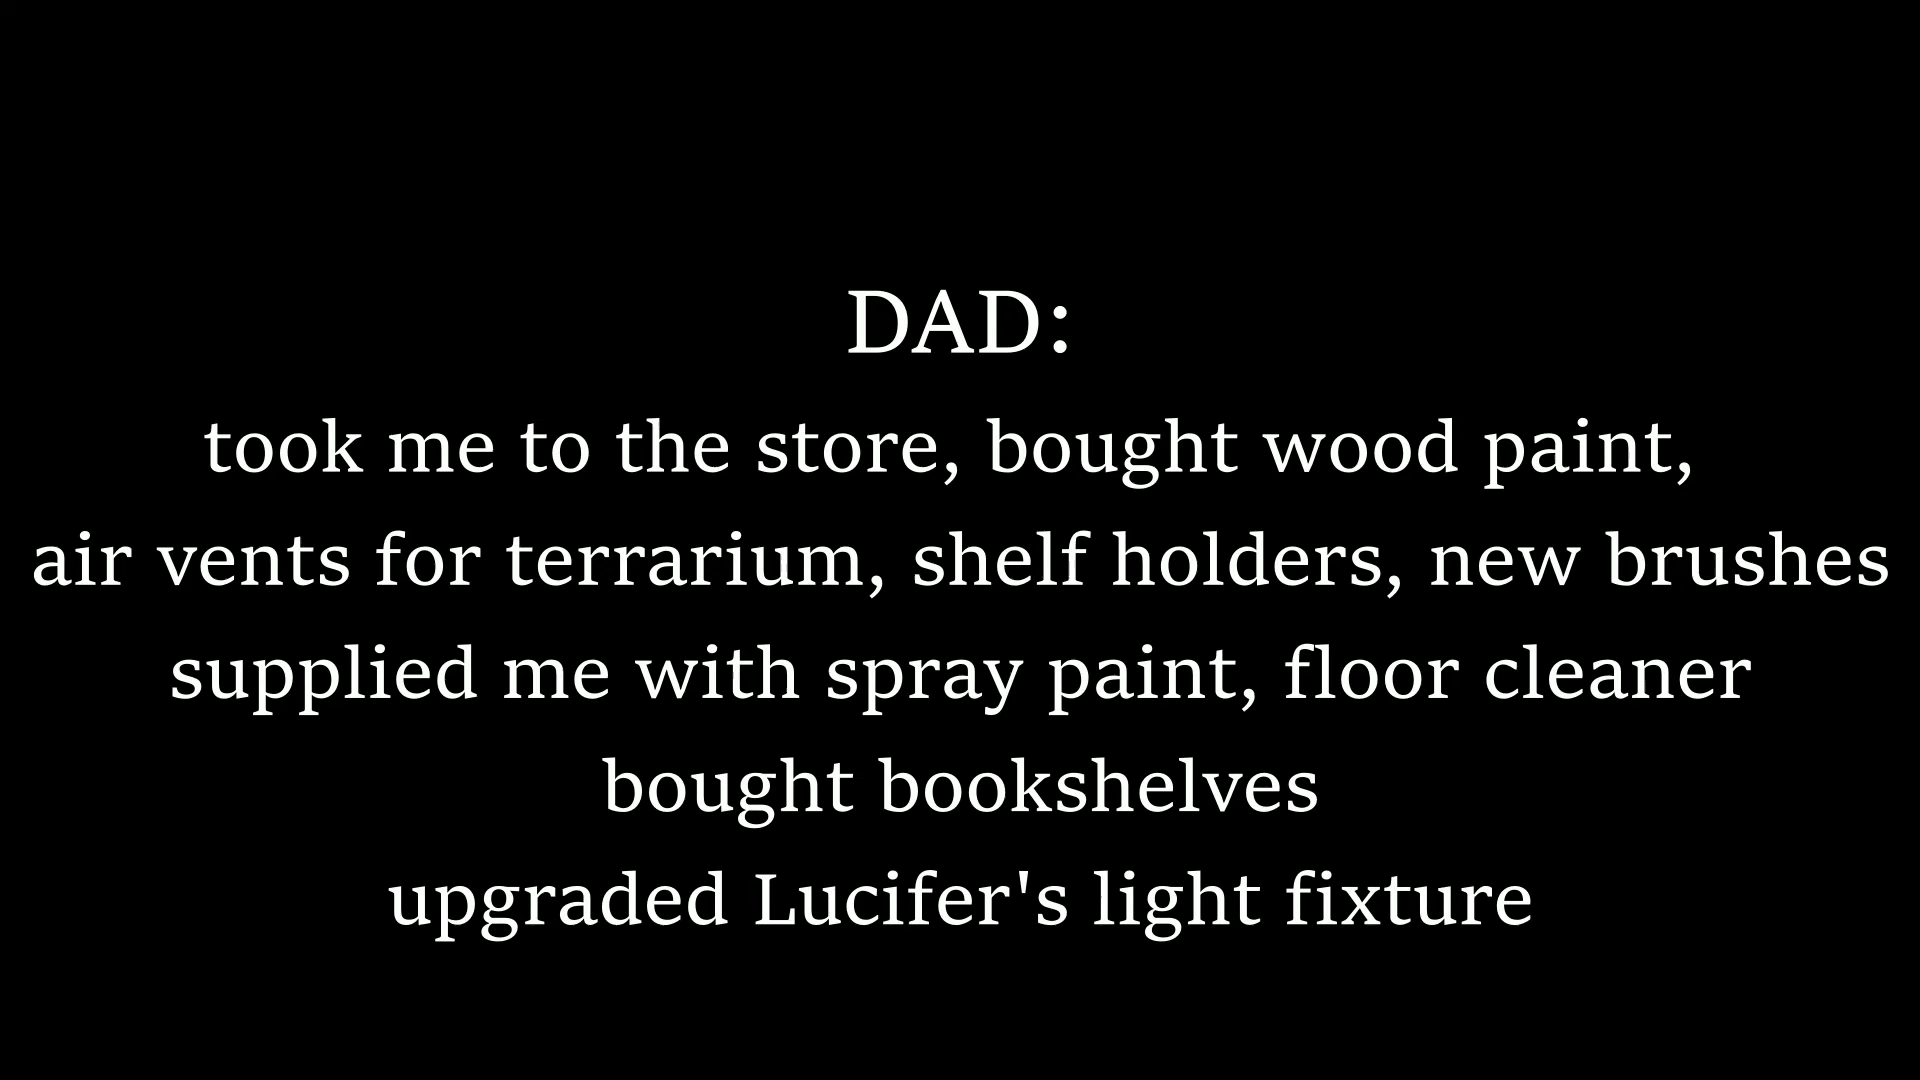 DAD:
took me to the store, bought wood paint,
air vents for terrarium, shelf holders, new brushes
supplied me with spray paint, floor cleaner
bought bookshelves
upgraded Lucifer's light fixture